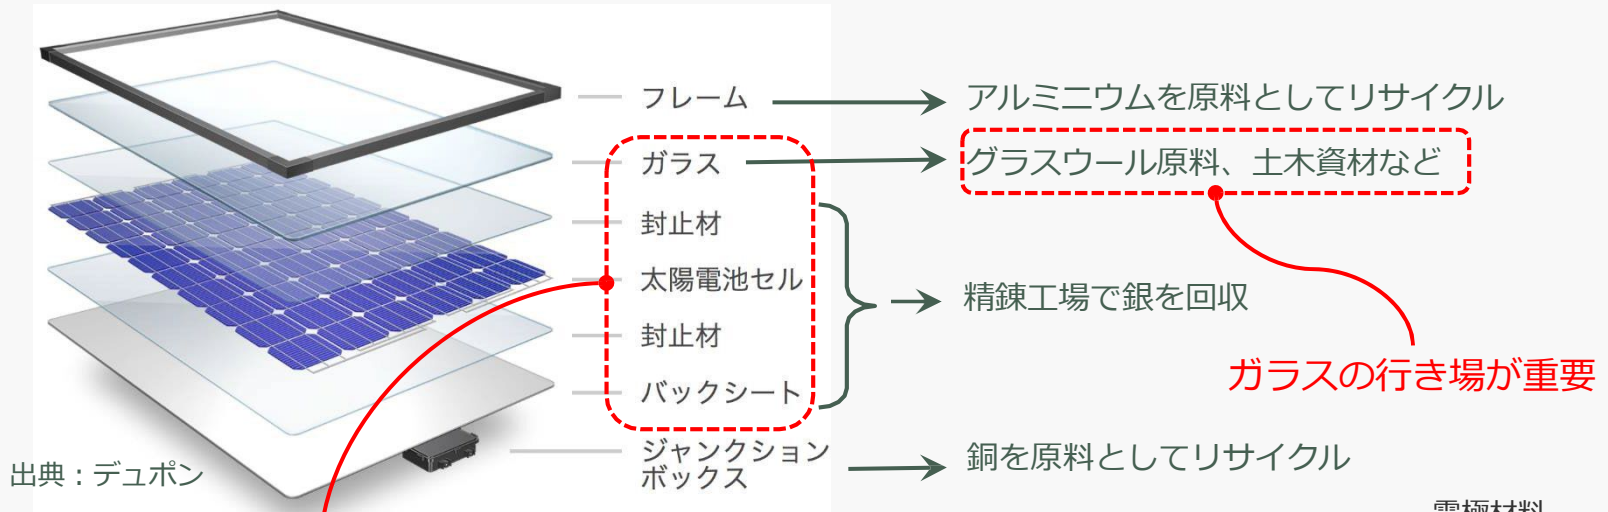 フレーム
アルミニウムを原料としてリサイクル
ガラス
グラスウール原料、土木資材など
封止材
太陽電池セル
精錬工場で銀を回収
封止材
ガラスの行き場が重要
バックシート
ジャンクション
ボックス
銅を原料としてリサイクル
出典：デュポン
電極材料